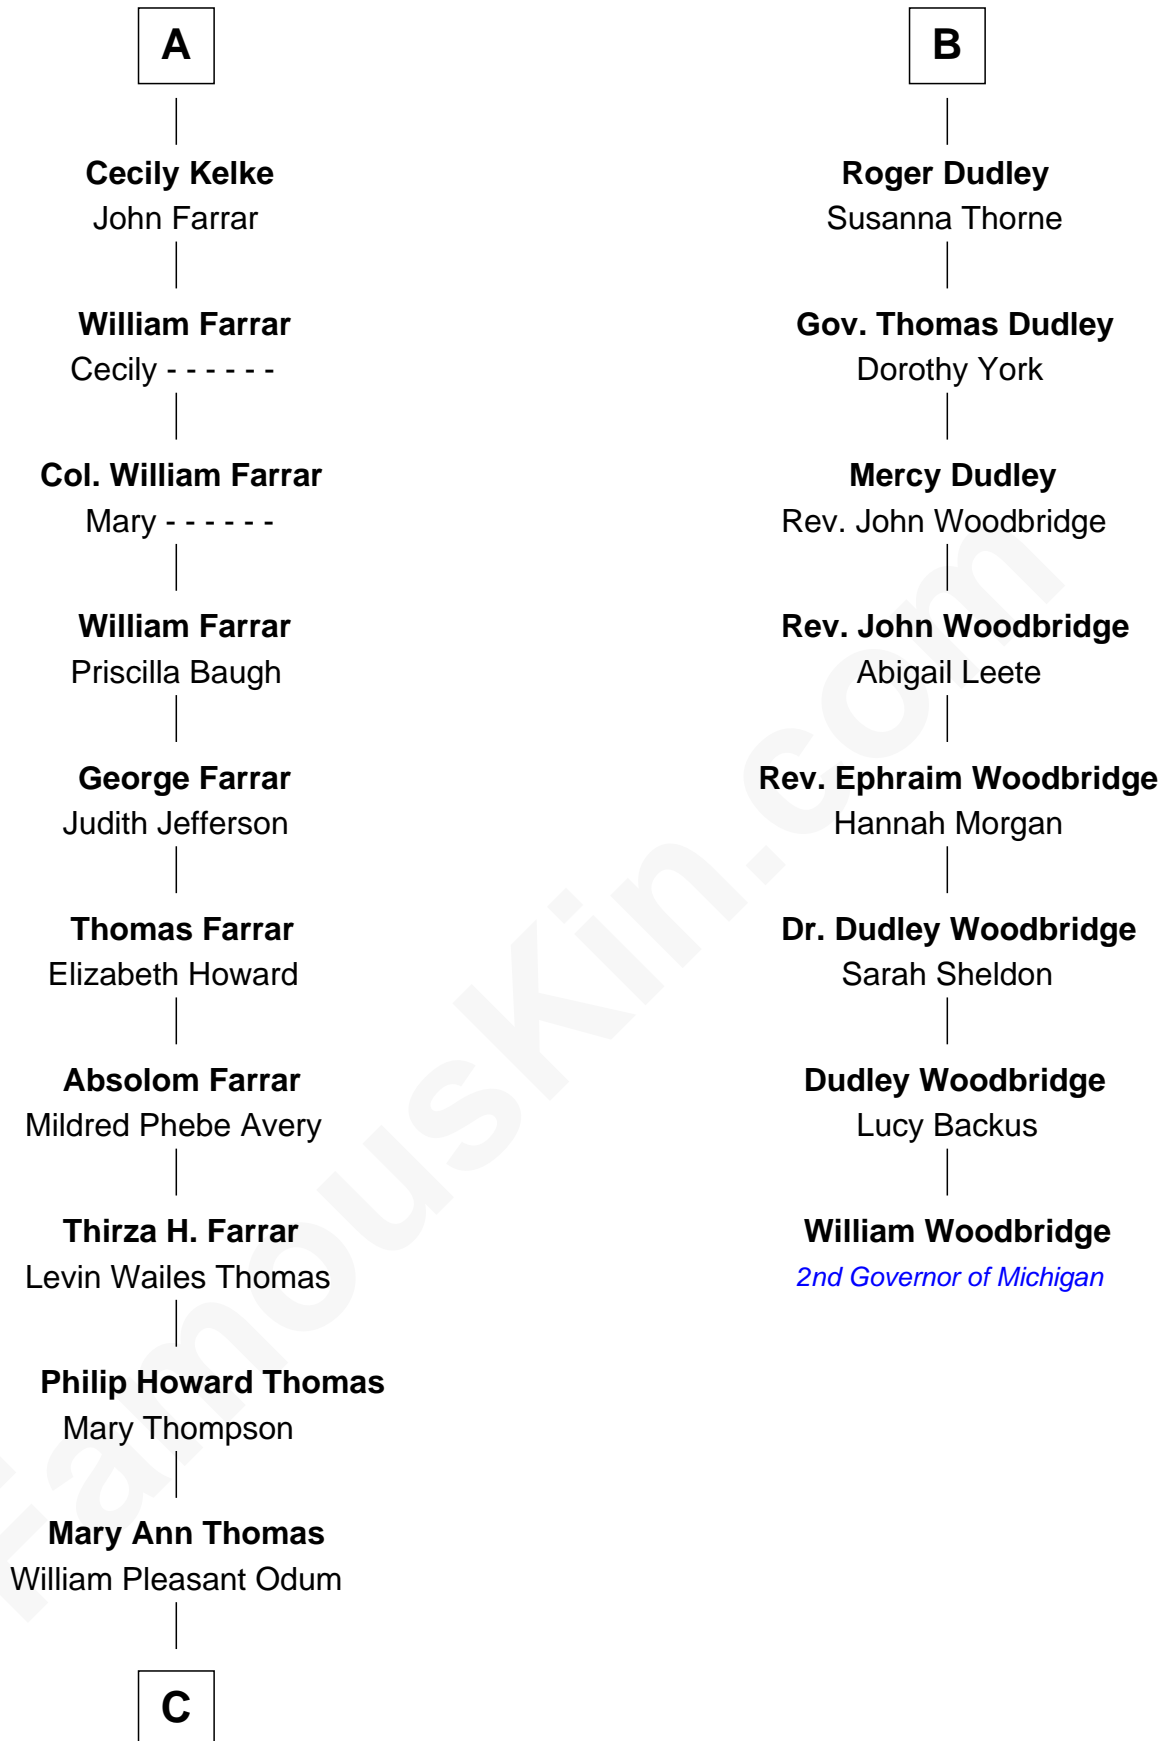 A
Cecily Kelke
John Farrar
William Farrar
Cecily - - - - - -
Col. William Farrar
Mary - - - - - -
William Farrar
Priscilla Baugh
George Farrar
Judith Jefferson
Thomas Farrar
Elizabeth Howard
Absolom Farrar
Mildred Phebe Avery
Thirza H. Farrar
Levin Wailes Thomas
Philip Howard Thomas
Mary Thompson
Mary Ann Thomas
William Pleasant Odum
C
B
Roger Dudley
Susanna Thorne
Gov. Thomas Dudley
Dorothy York
Mercy Dudley
Rev. John Woodbridge
Rev. John Woodbridge
Abigail Leete
Rev. Ephraim Woodbridge
Hannah Morgan
Dr. Dudley Woodbridge
Sarah Sheldon
Dudley Woodbridge
Lucy Backus
William Woodbridge
2nd Governor of Michigan
FamousKin.com